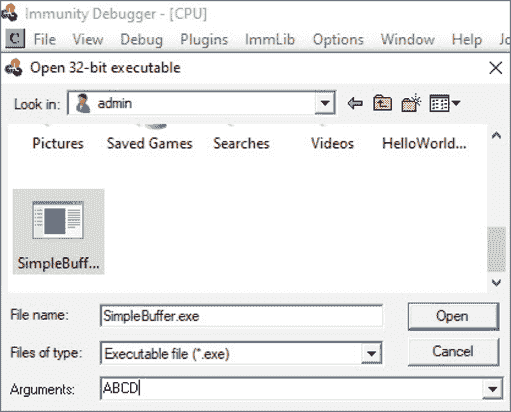 Immunity Debugger - [CPU]
C File View Debug Plugins ImmLib Options Window Help Jo
Open 32-bit executable
Look in: admin
Pictures Saved Games Searches Videos HelloWorld...
SimpleBuff...
File name: SimpleBuffer.exe Open
Files of type: Executable file (*.exe) Cancel
Arguments: ABCD